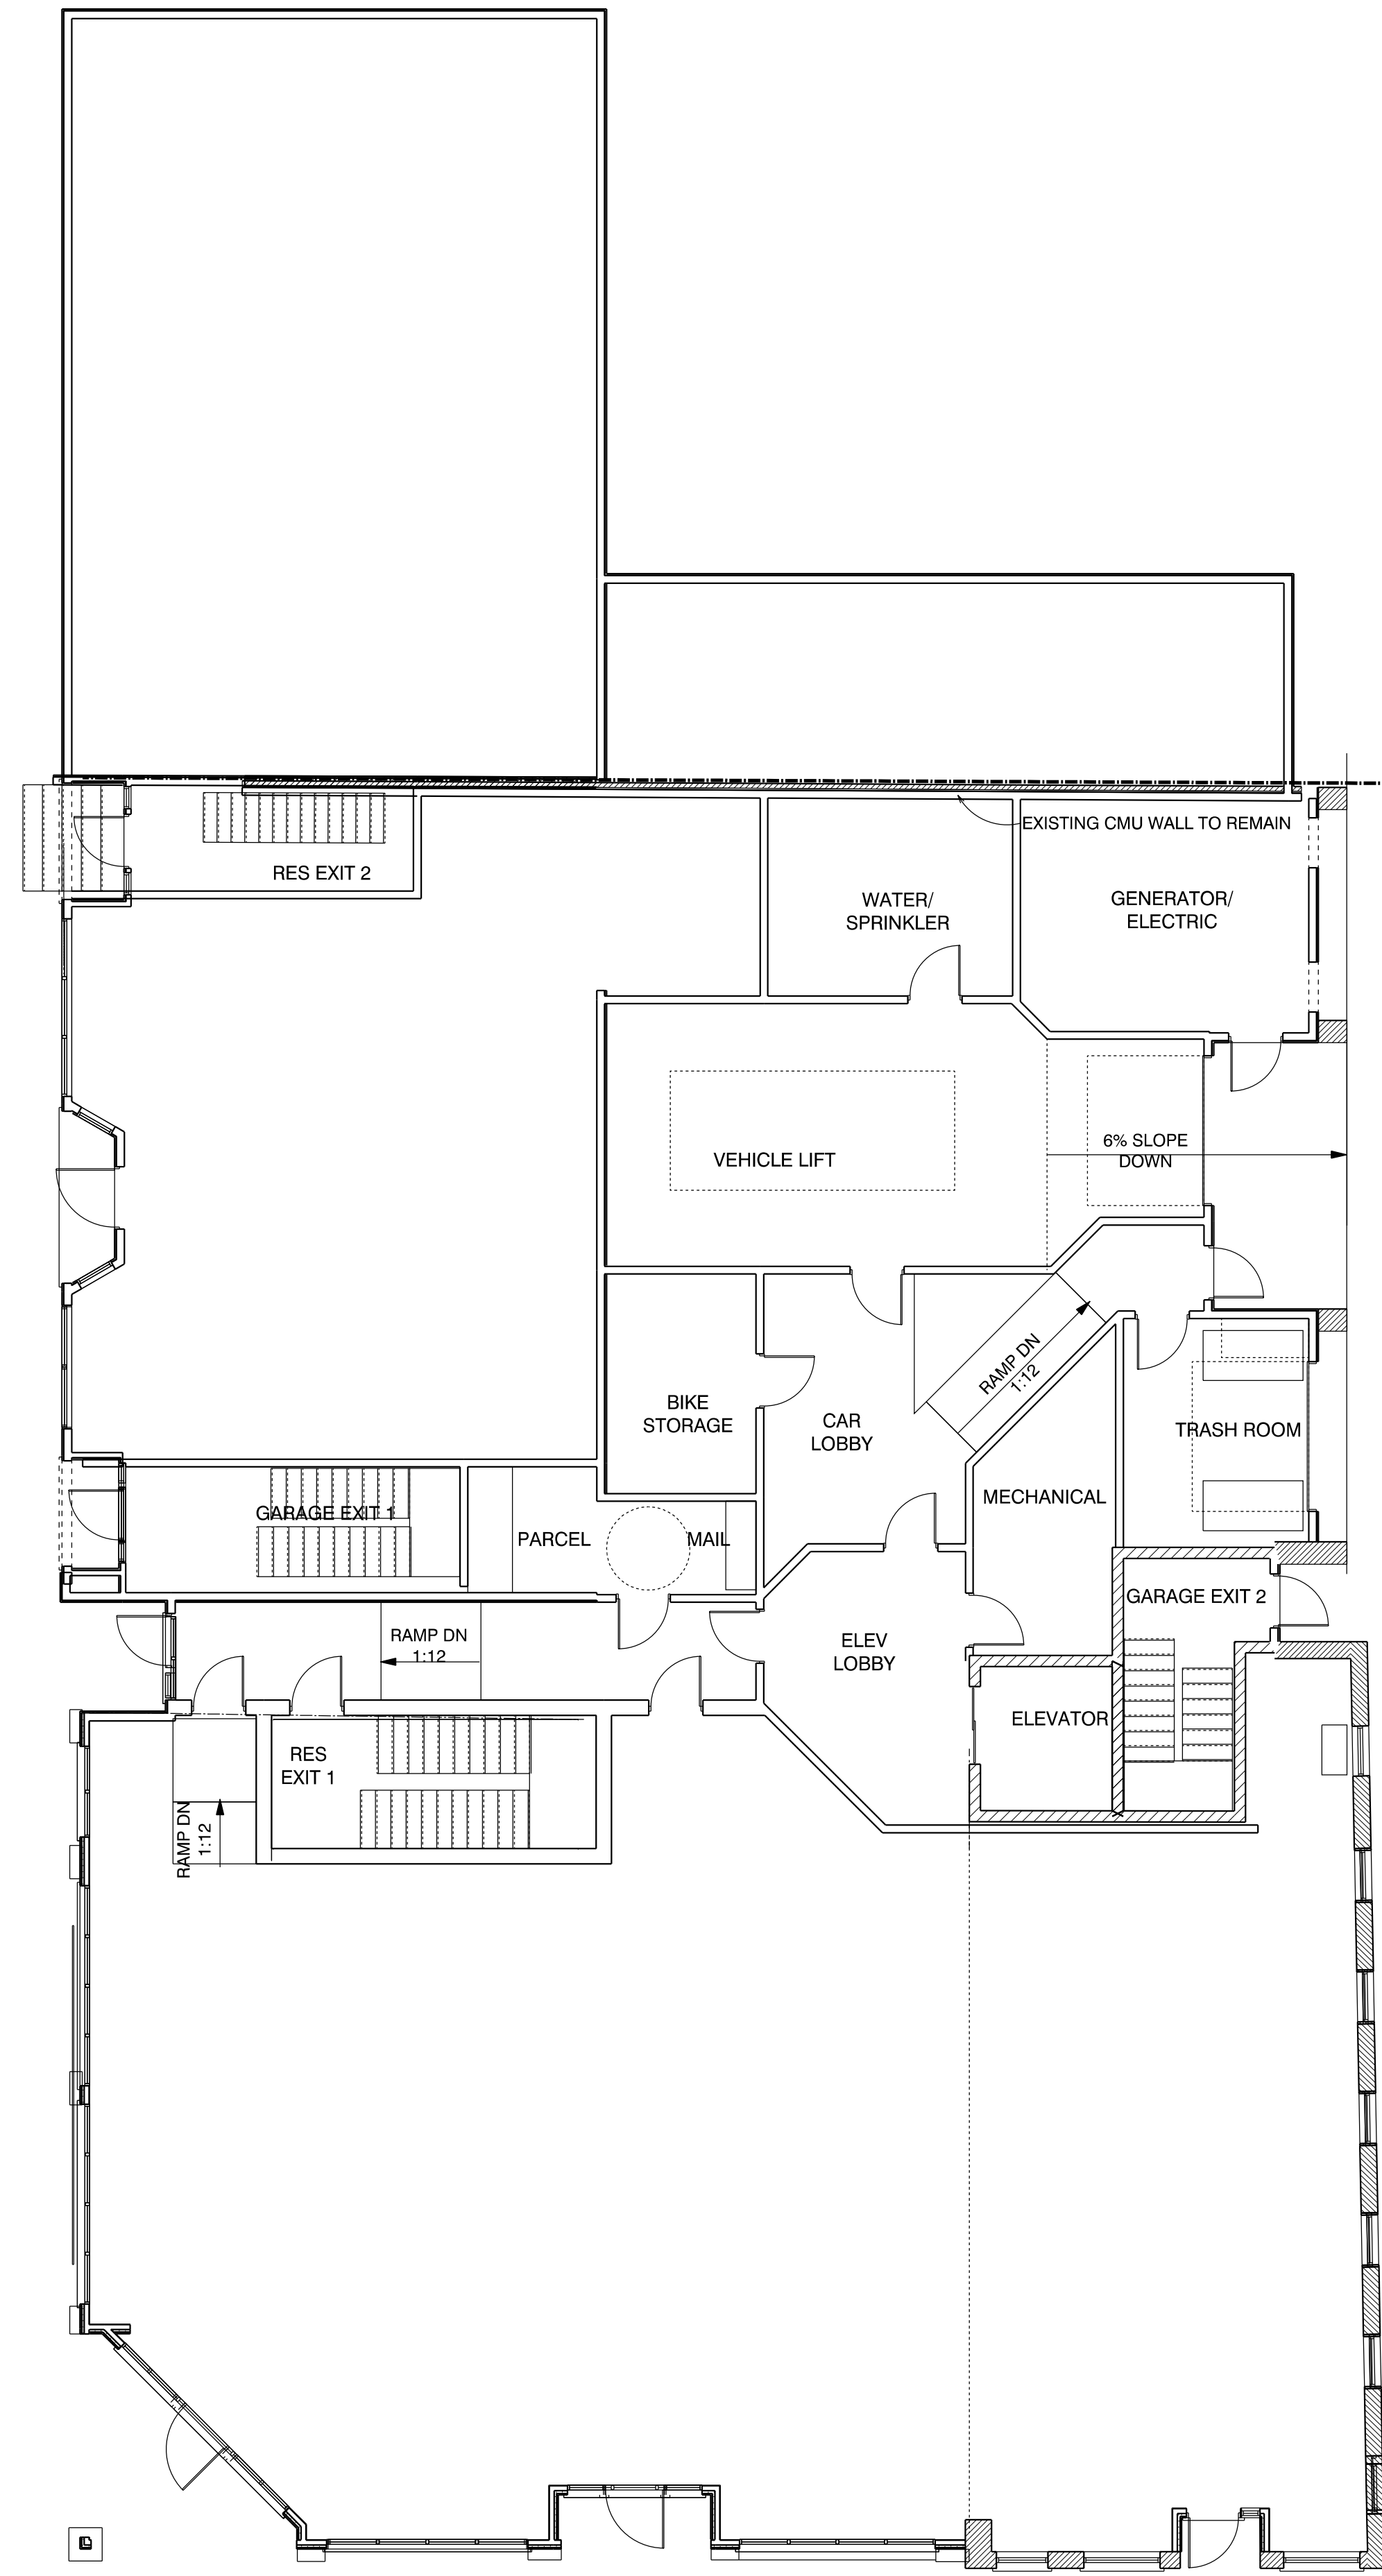 EXISTING CMU WALL TO REMAIN
RES EXIT 2
WATER/
SPRINKLER
GENERATOR/
ELECTRIC
6% SLOPE
DOWN
VEHICLE LIFT
RAMP DN
1:12
BIKE
STORAGE
CAR
LOBBY
TRASH ROOM
MECHANICAL
GARAGE EXIT 1
PARCEL
MAIL
GARAGE EXIT 2
RAMP DN
1:12
ELEV
LOBBY
ELEVATOR
RES
EXIT 1
RAMP DN
1:12